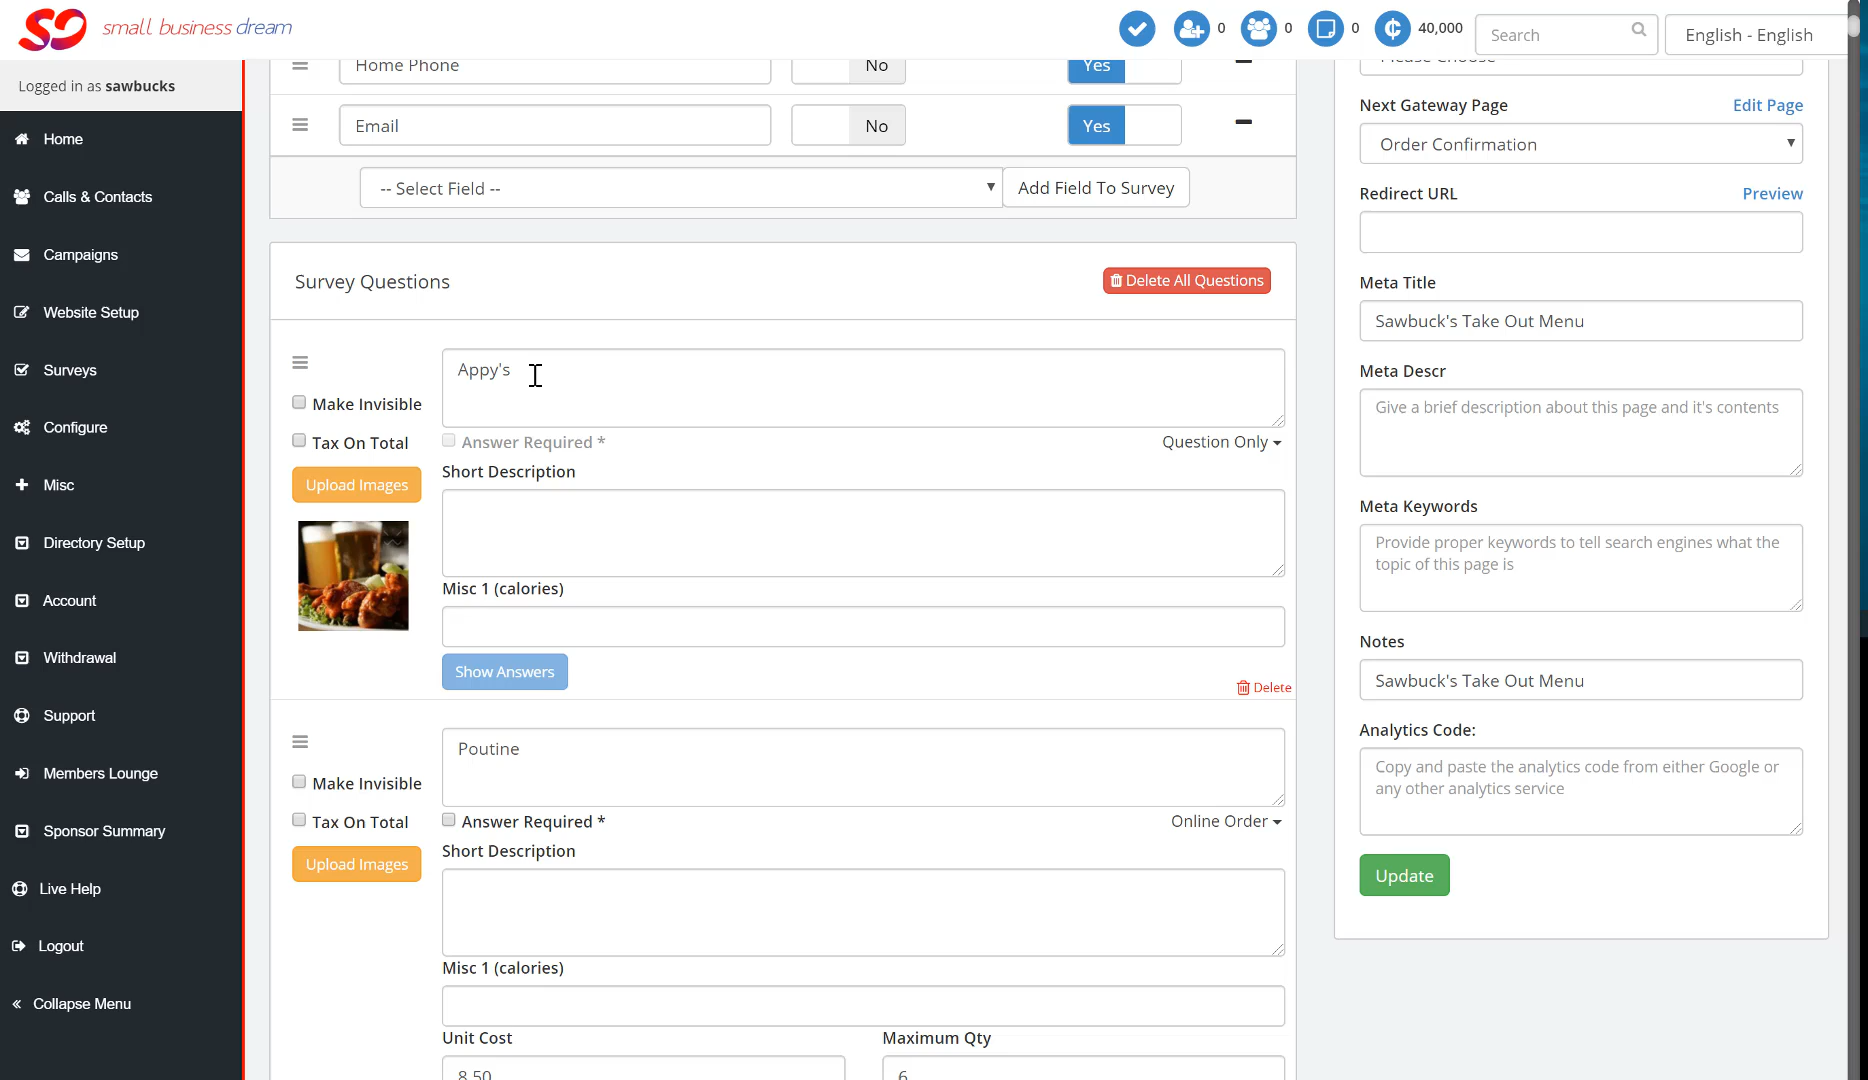 small business dream
0
0
0
40,000
Search
English - English
Logged in as sawbucks
Home
Calls & Contacts
Campaigns
Website Setup
Surveys
Configure
Misc
Directory Setup
Account
Withdrawal
Support
Members Lounge
Sponsor Summary
Live Help
Logout
« Collapse Menu
Home Phone
No
Yes
Email
No
Yes
-- Select Field --
Add Field To Survey
Survey Questions
Delete All Questions
Appy's
Make Invisible
Tax On Total
Answer Required *
Question Only
Upload Images
Short Description
Misc 1 (calories)
Show Answers
Delete
Poutine
Make Invisible
Tax On Total
Answer Required *
Online Order
Upload Images
Short Description
Misc 1 (calories)
Unit Cost
Maximum Qty
8.50
6
Please Choose
Next Gateway Page
Edit Page
Order Confirmation
Redirect URL
Preview
Meta Title
Sawbuck's Take Out Menu
Meta Descr
Give a brief description about this page and it's contents
Meta Keywords
Provide proper keywords to tell search engines what the
topic of this page is
Notes
Sawbuck's Take Out Menu
Analytics Code:
Copy and paste the analytics code from either Google or
any other analytics service
Update